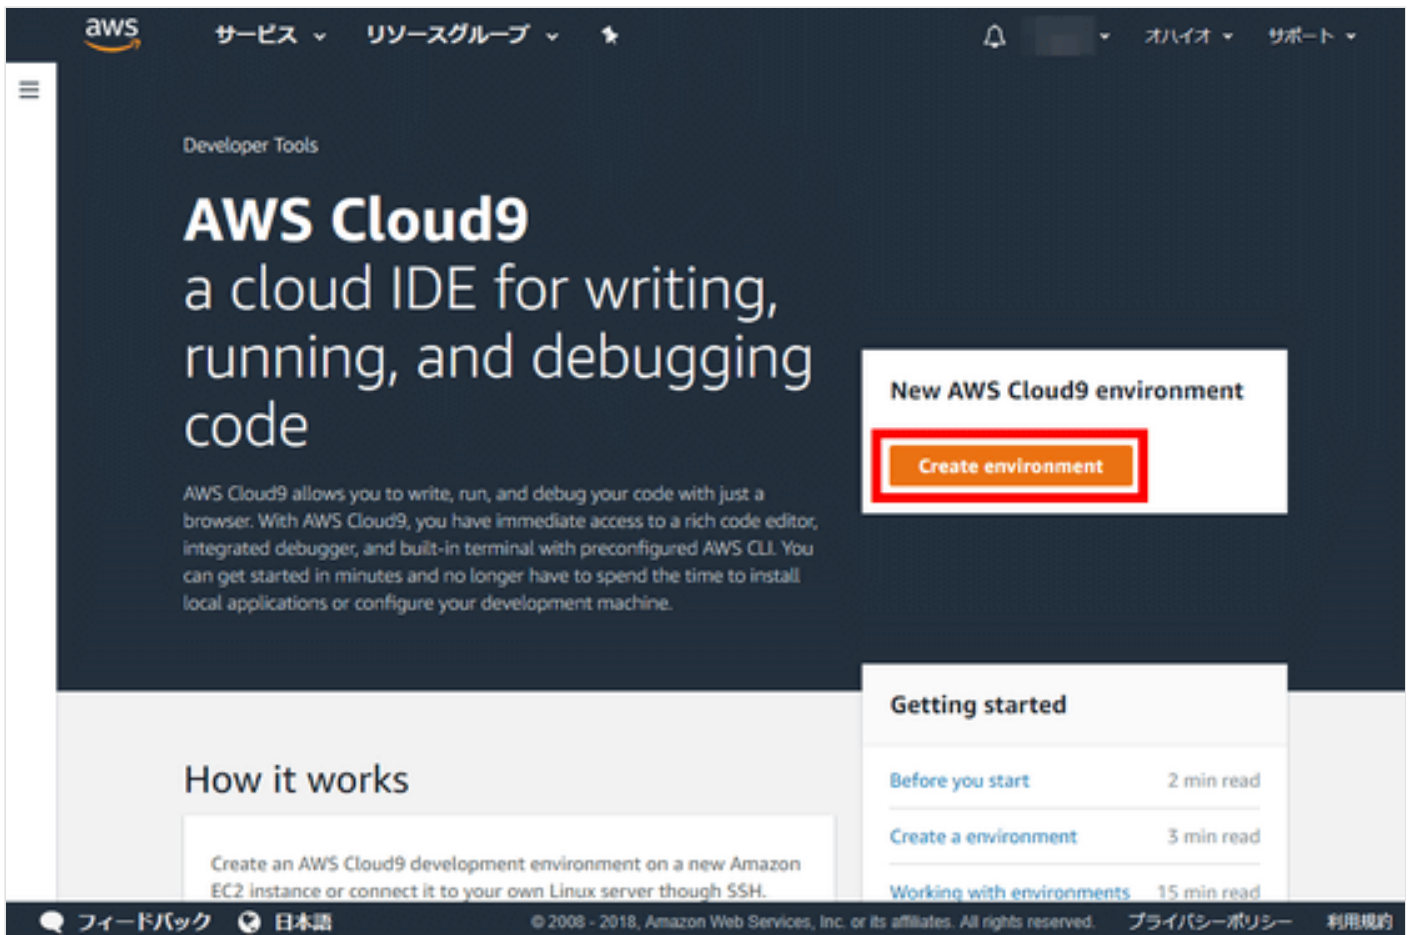 aws サービス リソースグループ オハイオ サポート
Developer Tools
AWS Cloud9
a cloud IDE for writing,
running, and debugging
code
AWS Cloud9 allows you to write, run, and debug your code with just a
browser. With AWS Cloud9, you have immediate access to a rich code editor,
integrated debugger, and built-in terminal with preconfigured AWS CLI. You
can get started in minutes and no longer have to spend the time to install
local applications or configure your development machine.
New AWS Cloud9 environment
Create environment
Getting started
Before you start 2 min read
Create a environment 3 min read
Working with environments 15 min read
How it works
Create an AWS Cloud9 development environment on a new Amazon
EC2 instance or connect it to your own Linux server though SSH.
フィードバック 日本語 © 2008 - 2018, Amazon Web Services, Inc. or its affiliates. All rights reserved. プライバシーポリシー 利用規約